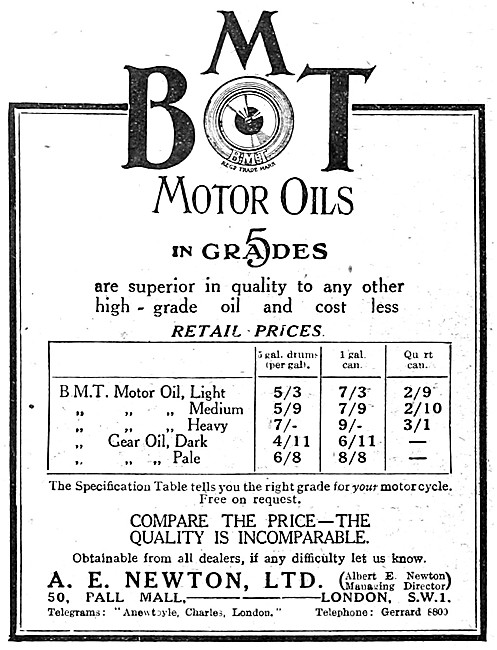 B M T
B.M.T.
REGD TRADE MARK
MOTOR OILS
IN 5 GRADES
are superior in quality to any other
high-grade oil and cost less
RETAIL PRICES.
5 gal. drums (per gal). 1 gal. can. Quart can.
B M.T. Motor Oil, Light 5/3 7/3 2/9
„ „ „ Medium 5/9 7/9 2/10
„ „ „ Heavy 7/- 9/- 3/1
„ Gear Oil, Dark 4/11 6/11 —
„ „ „ Pale 6/8 8/8 —
The Specification Table tells you the right grade for your motorcycle.
Free on request.
COMPARE THE PRICE—THE
QUALITY IS INCOMPARABLE.
Obtainable from all dealers, if any difficulty let us know.
A. E. NEWTON, LTD. (Albert E. Newton Managing Director)
50, PALL MALL, LONDON, S.W.1.
Telegrams: " Charles, London." Telephone: Gerrard 8800